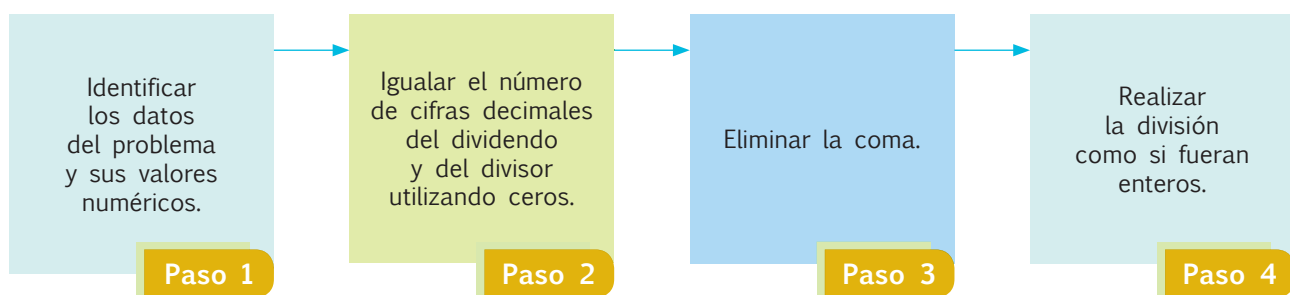 Identificar
los datos
del problema
y sus valores
numéricos.
Paso 1
Igualar el número
de cifras decimales
del dividendo
y del divisor
utilizando ceros.
Paso 2
Eliminar la coma.
Paso 3
Realizar
la división
como si fueran
enteros.
Paso 4